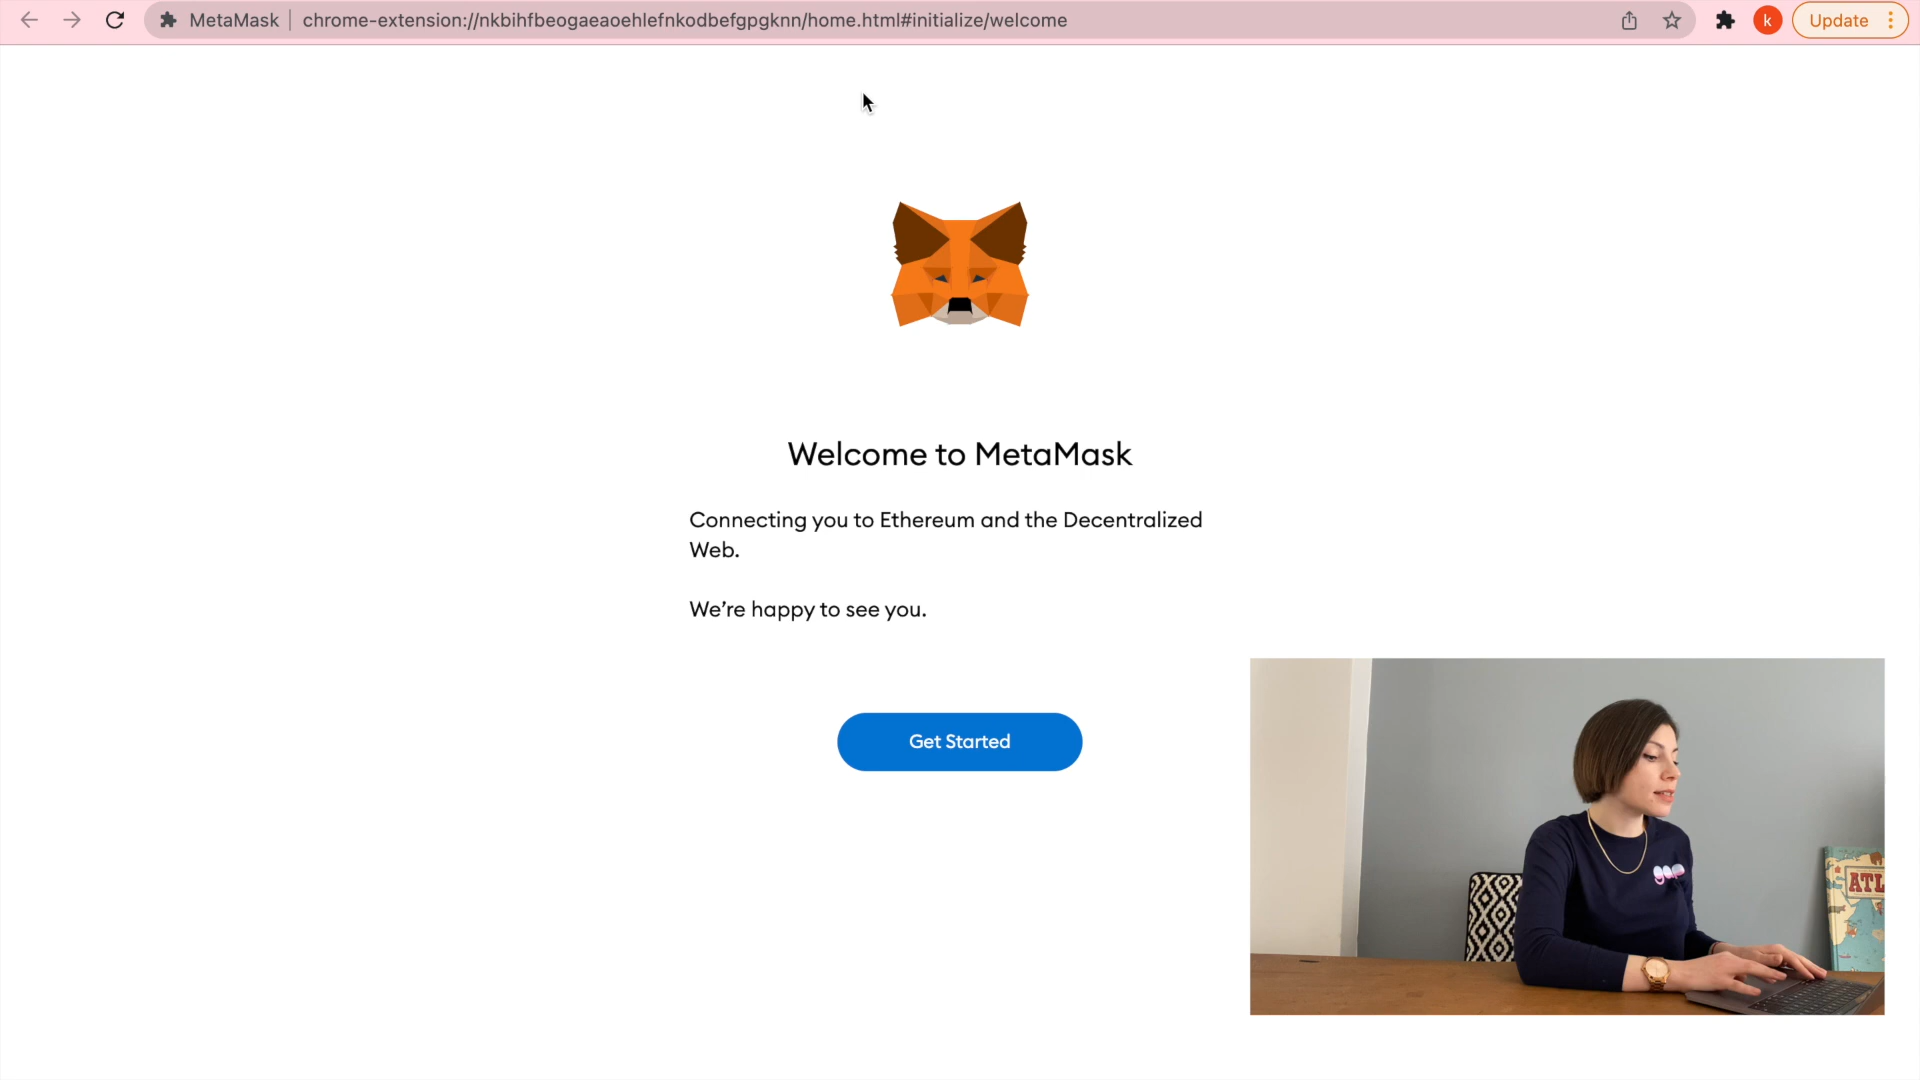 MetaMask
chrome-extension://nkbihfbeogaeaoehlefnkodbefgpgknn/home.html#initialize/welcome
k
Update
Welcome to MetaMask
Connecting you to Ethereum and the Decentralized
Web.
We’re happy to see you.
Get Started
ATL